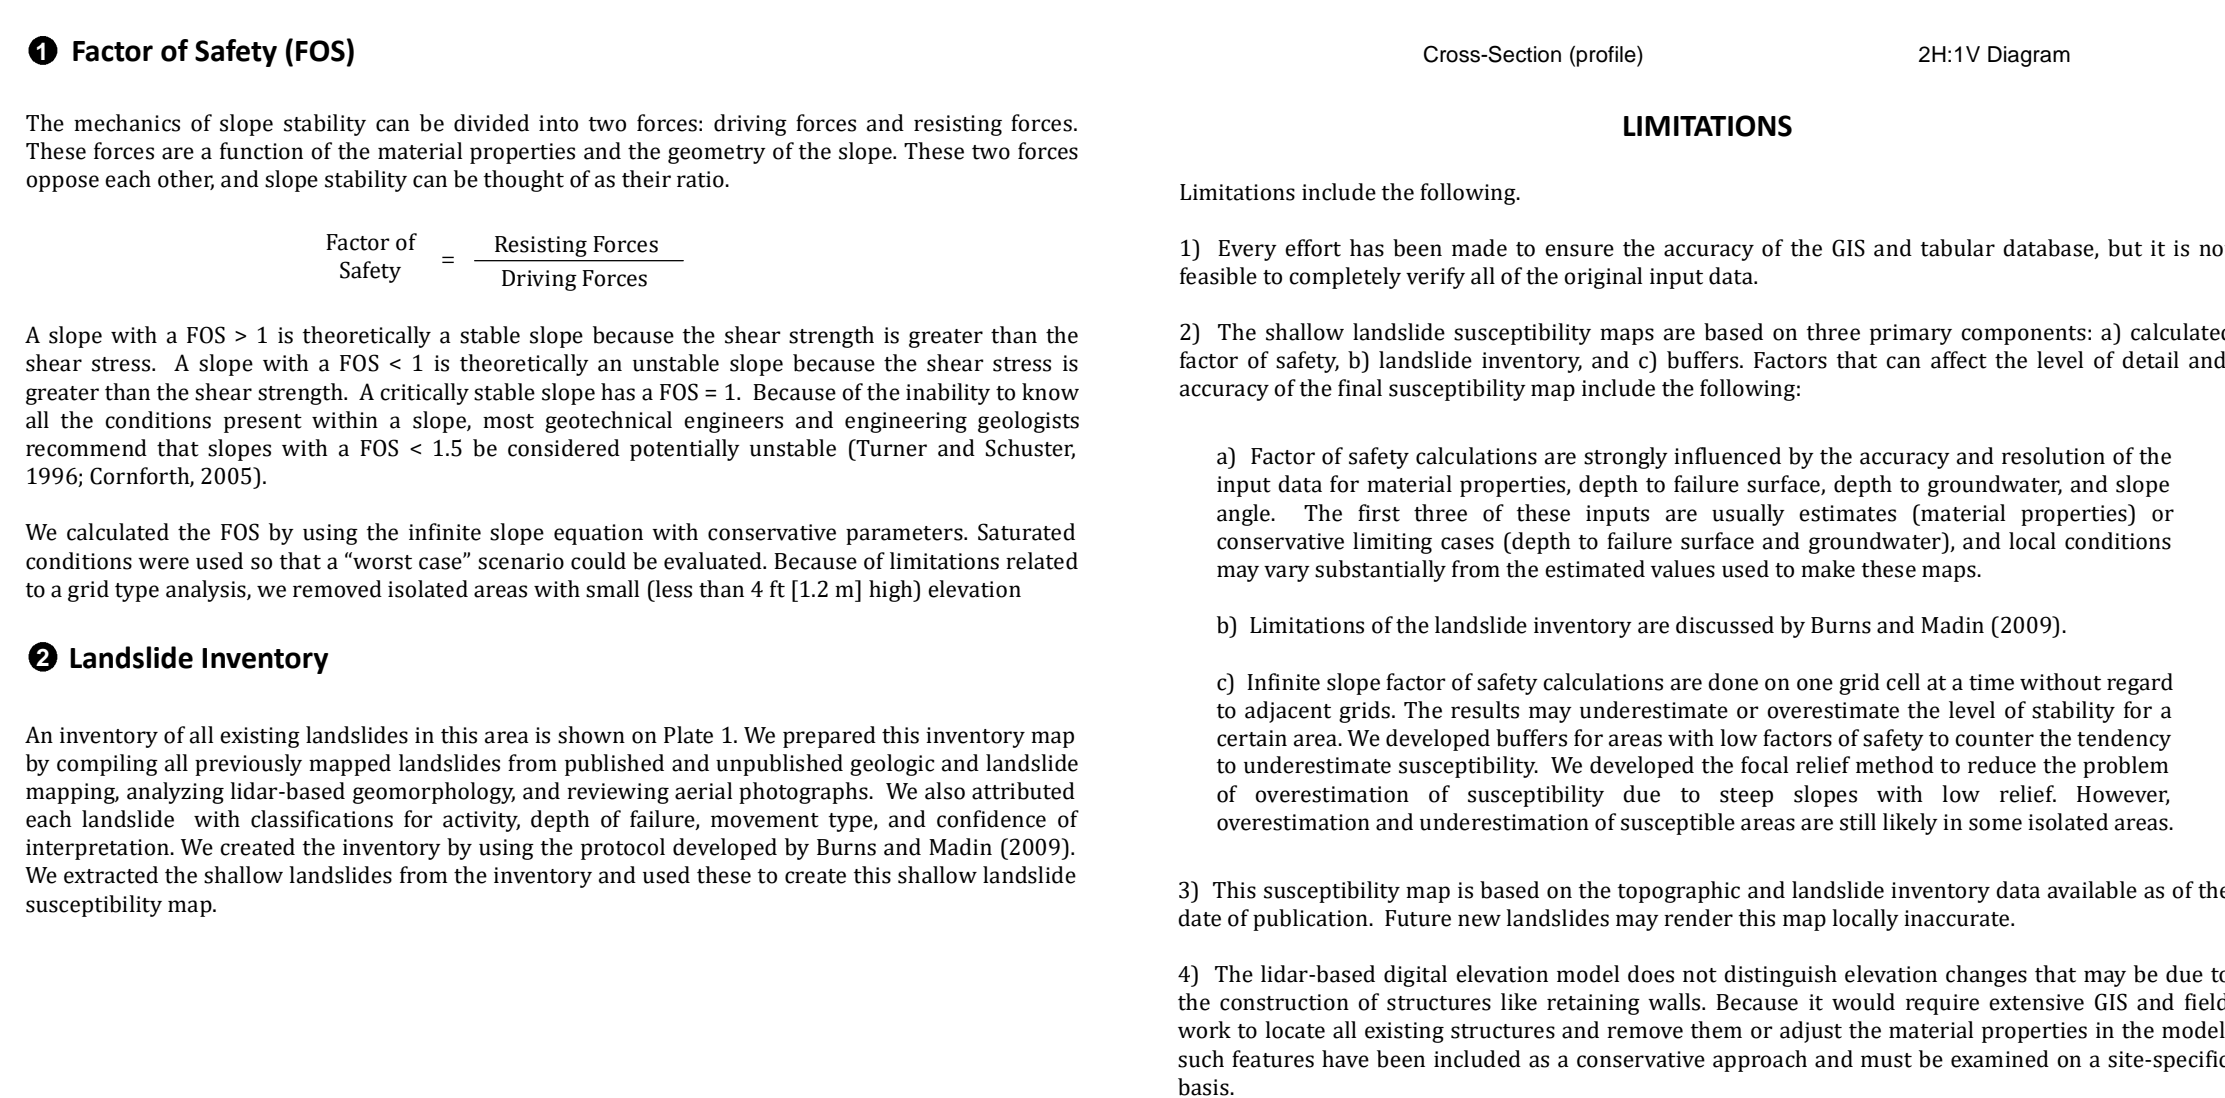 1 Factor of Safety (FOS)
The mechanics of slope stability can be divided into two forces: driving forces and resisting forces.
These forces are a function of the material properties and the geometry of the slope. These two forces
oppose each other, and slope stability can be thought of as their ratio.
Factor of
Safety
=
Resisting Forces
Driving Forces
A slope with a FOS > 1 is theoretically a stable slope because the shear strength is greater than the
shear stress. A slope with a FOS < 1 is theoretically an unstable slope because the shear stress is
greater than the shear strength. A critically stable slope has a FOS = 1. Because of the inability to know
all the conditions present within a slope, most geotechnical engineers and engineering geologists
recommend that slopes with a FOS < 1.5 be considered potentially unstable (Turner and Schuster,
1996; Cornforth, 2005).
We calculated the FOS by using the infinite slope equation with conservative parameters. Saturated
conditions were used so that a “worst case” scenario could be evaluated. Because of limitations related
to a grid type analysis, we removed isolated areas with small (less than 4 ft [1.2 m] high) elevation
2 Landslide Inventory
An inventory of all existing landslides in this area is shown on Plate 1. We prepared this inventory map
by compiling all previously mapped landslides from published and unpublished geologic and landslide
mapping, analyzing lidar-based geomorphology, and reviewing aerial photographs. We also attributed
each landslide with classifications for activity, depth of failure, movement type, and confidence of
interpretation. We created the inventory by using the protocol developed by Burns and Madin (2009).
We extracted the shallow landslides from the inventory and used these to create this shallow landslide
susceptibility map.
Cross-Section (profile)
2H:1V Diagram
LIMITATIONS
Limitations include the following.
1) Every effort has been made to ensure the accuracy of the GIS and tabular database, but it is no
feasible to completely verify all of the original input data.
2) The shallow landslide susceptibility maps are based on three primary components: a) calculated
factor of safety, b) landslide inventory, and c) buffers. Factors that can affect the level of detail and
accuracy of the final susceptibility map include the following:
a) Factor of safety calculations are strongly influenced by the accuracy and resolution of the
input data for material properties, depth to failure surface, depth to groundwater, and slope
angle. The first three of these inputs are usually estimates (material properties) or
conservative limiting cases (depth to failure surface and groundwater), and local conditions
may vary substantially from the estimated values used to make these maps.
b) Limitations of the landslide inventory are discussed by Burns and Madin (2009).
c) Infinite slope factor of safety calculations are done on one grid cell at a time without regard
to adjacent grids. The results may underestimate or overestimate the level of stability for a
certain area. We developed buffers for areas with low factors of safety to counter the tendency
to underestimate susceptibility. We developed the focal relief method to reduce the problem
of overestimation of susceptibility due to steep slopes with low relief. However,
overestimation and underestimation of susceptible areas are still likely in some isolated areas.
3) This susceptibility map is based on the topographic and landslide inventory data available as of the
date of publication. Future new landslides may render this map locally inaccurate.
4) The lidar-based digital elevation model does not distinguish elevation changes that may be due to
the construction of structures like retaining walls. Because it would require extensive GIS and field
work to locate all existing structures and remove them or adjust the material properties in the model
such features have been included as a conservative approach and must be examined on a site-specific
basis.